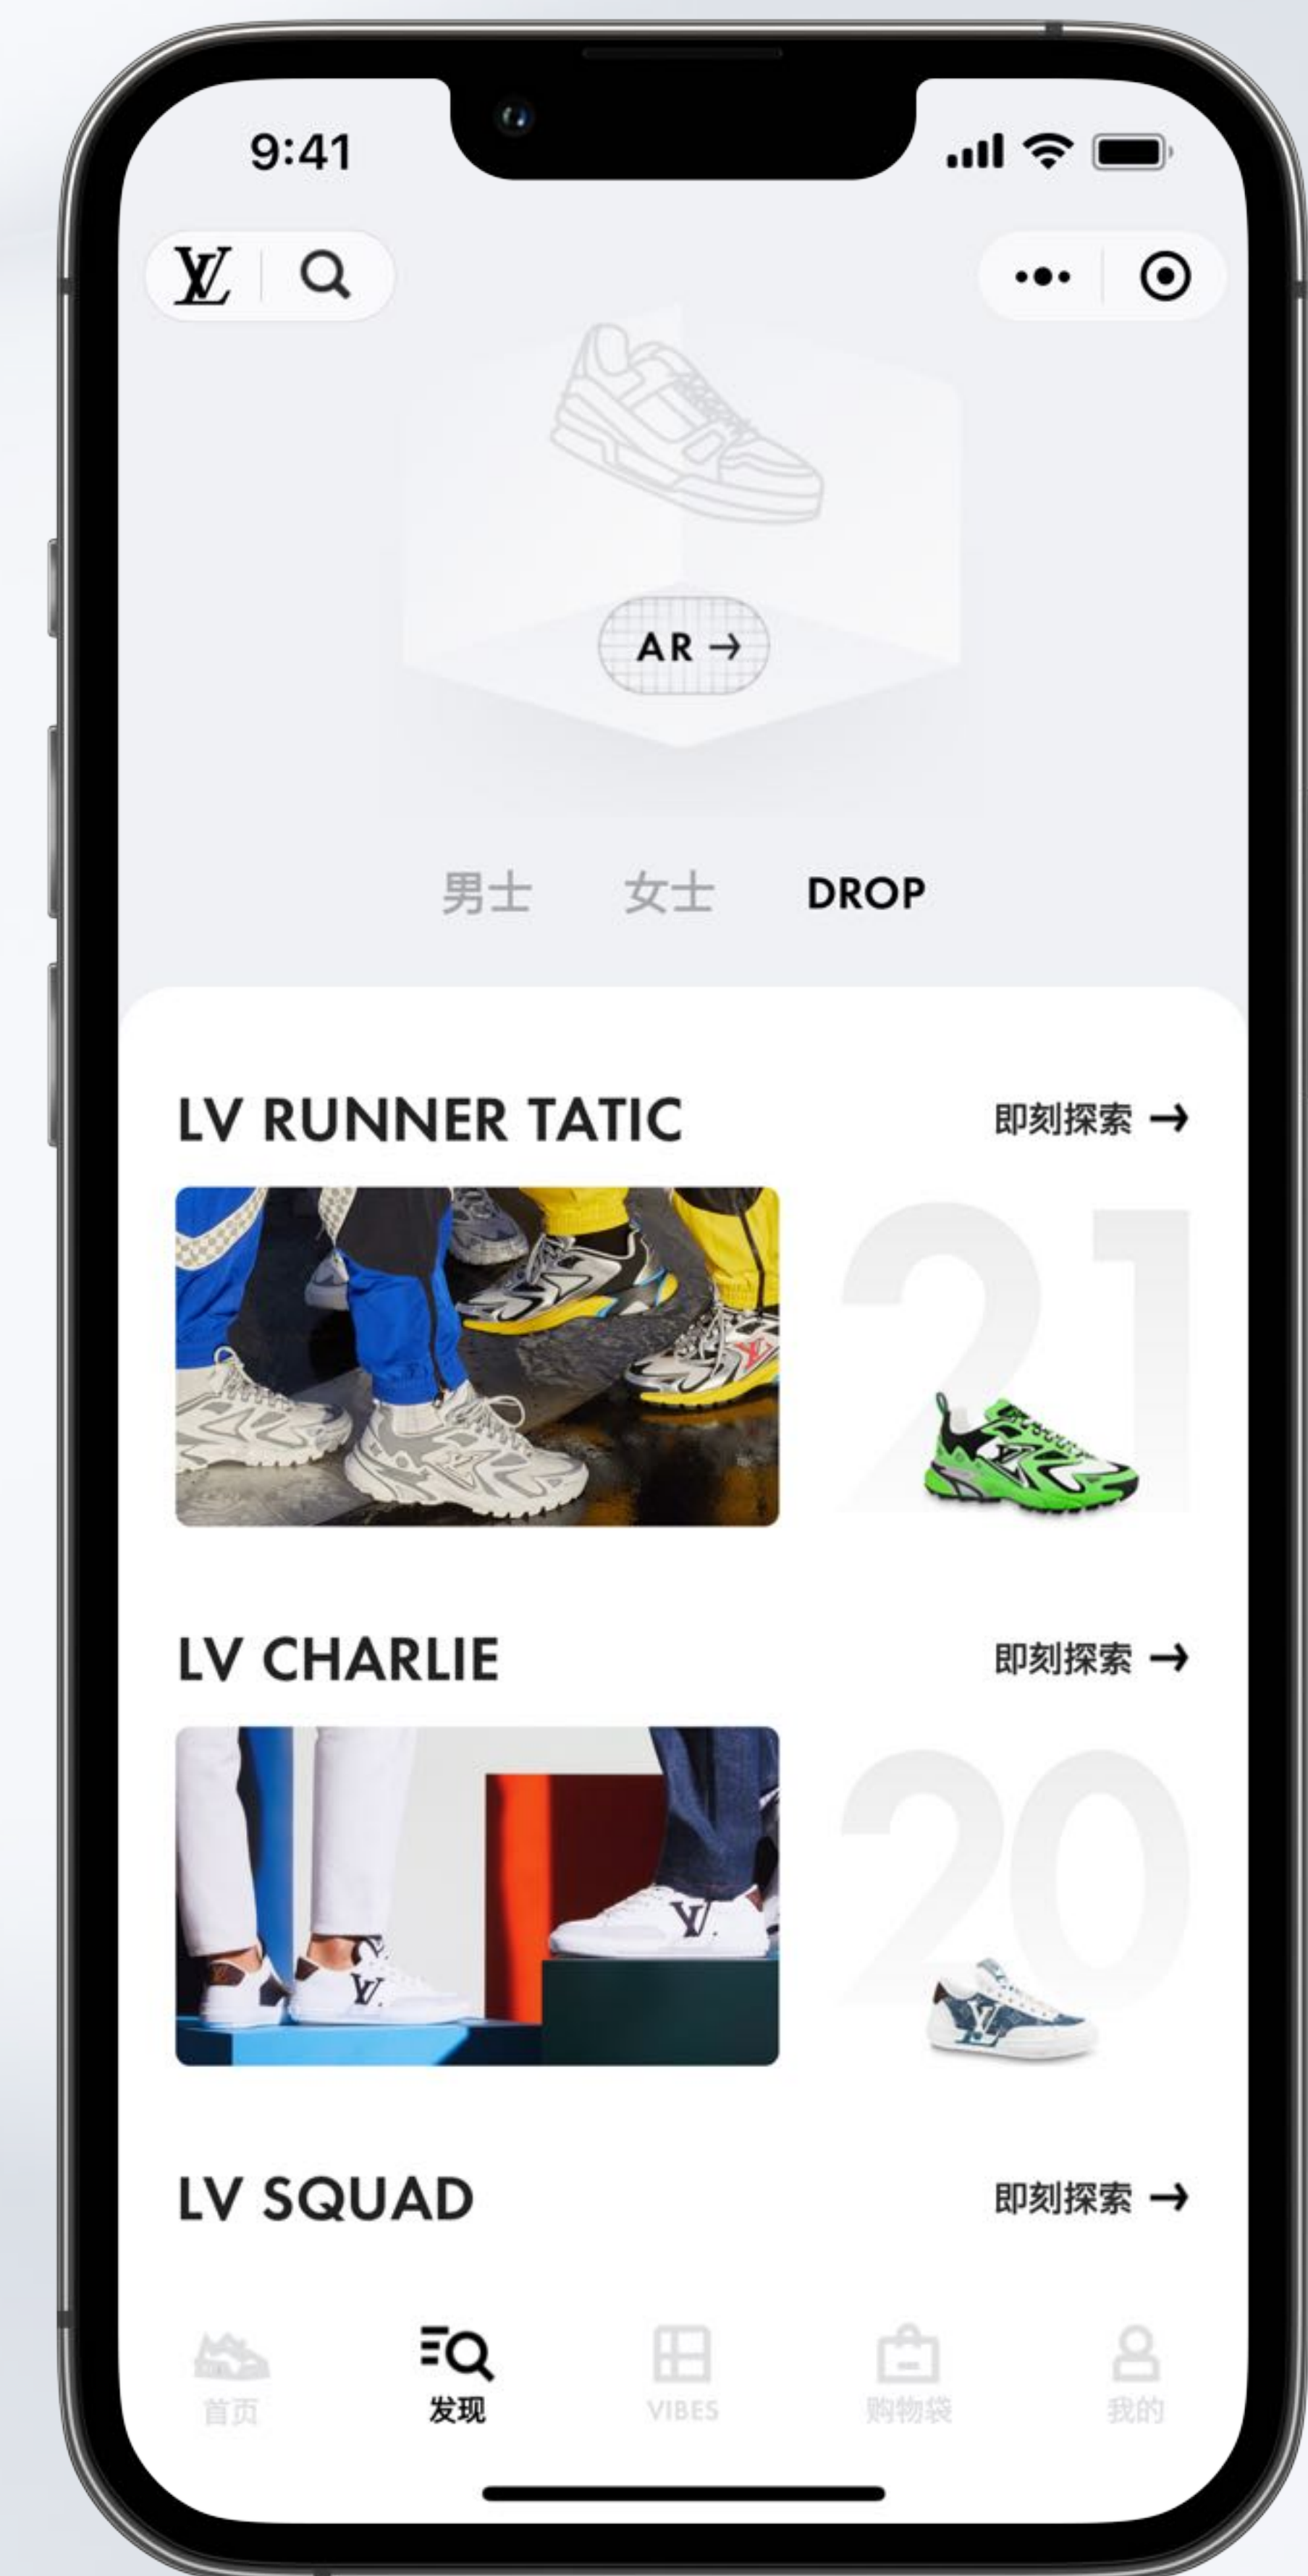 9:41
LV
AR →
男士 女士 DROP
LV RUNNER TATIC 即刻探索 →
21
LV CHARLIE 即刻探索 →
20
LV SQUAD 即刻探索 →
首页 发现 VIBES 购物袋 我的